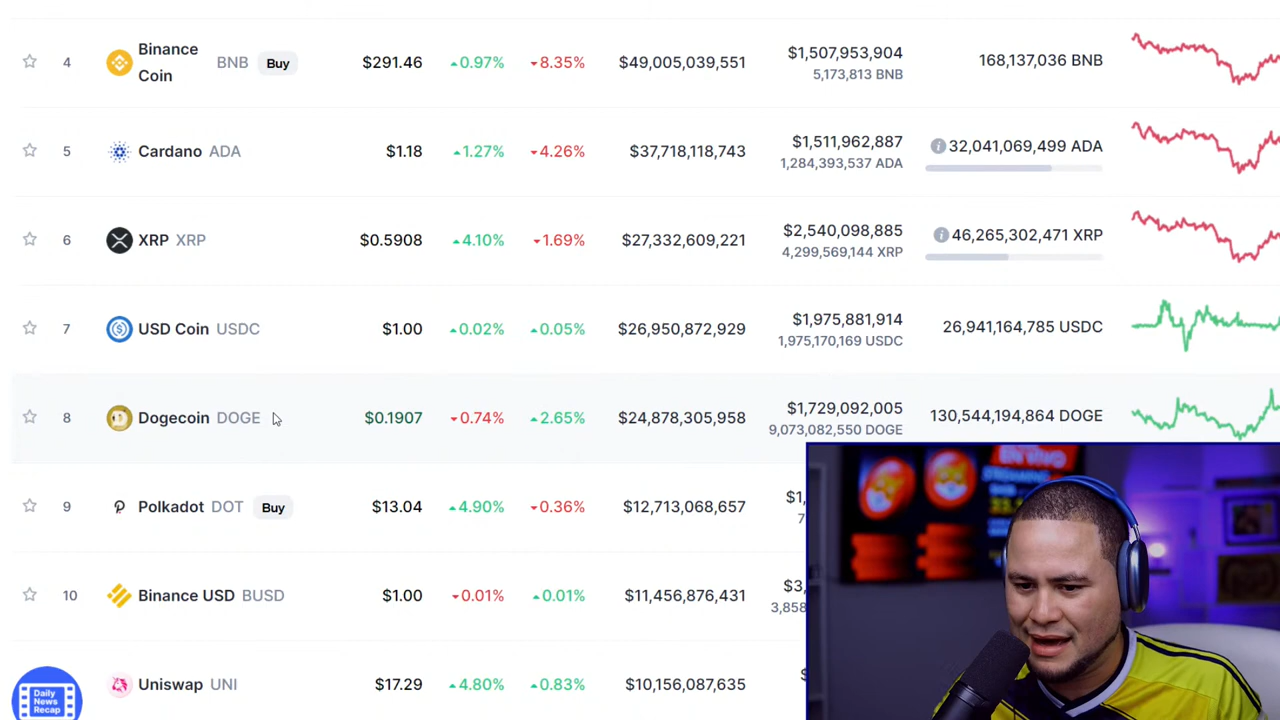 Binance Coin BNB Buy
4 $291.46 0.97% 8.35% $49,005,039,551 $1,507,953,904 168,137,036 BNB
5,173,813 BNB
5 Cardano ADA $1.18 1.27% 4.26% $37,718,118,743 $1,511,962,887 32,041,069,499 ADA
1,284,393,537 ADA
6 XRP XRP $0.5908 4.10% 1.69% $27,332,609,221 $2,540,098,885 46,265,302,471 XRP
4,299,569,144 XRP
7 USD Coin USDC $1.00 0.02% 0.05% $26,950,872,929 $1,975,881,914 26,941,164,785 USDC
1,975,170,169 USDC
8 Dogecoin DOGE $0.1907 0.74% 2.65% $24,878,305,958 $1,729,092,005 130,544,194,864 DOGE
9,073,082,550 DOGE
9 Polkadot DOT Buy $13.04 4.90% 0.36% $12,713,068,657
10 Binance USD BUSD $1.00 0.01% 0.01% $11,456,876,431
Uniswap UNI $17.29 4.80% 0.83% $10,156,087,635
Daily
News
Recap
EN VIVO